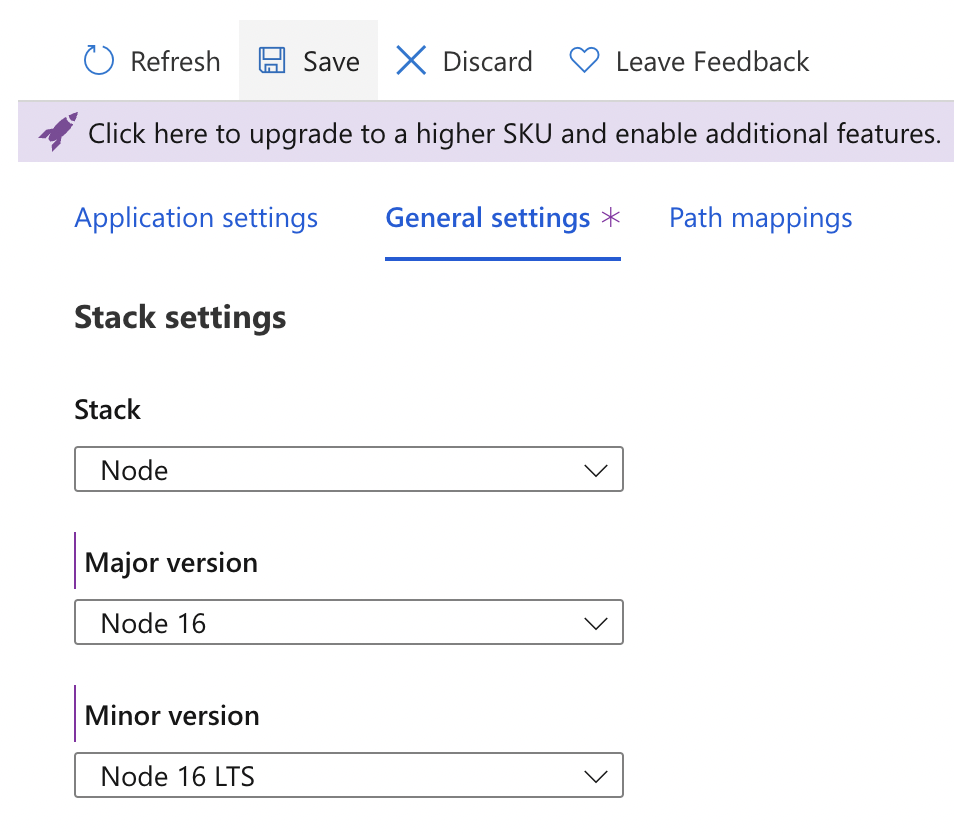 Refresh Save Discard Leave Feedback
Click here to upgrade to a higher SKU and enable additional features.
Application settings General settings * Path mappings
Stack settings
Stack
Node
Major version
Node 16
Minor version
Node 16 LTS